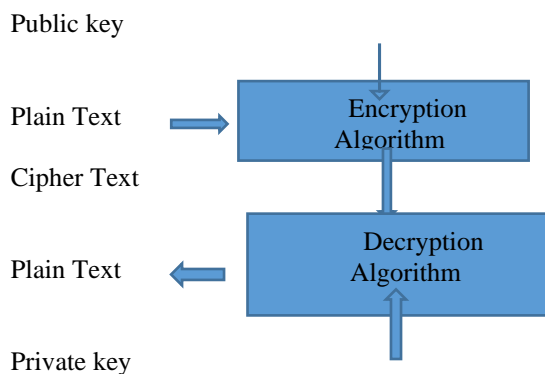 Public key
Plain Text
Encryption
Algorithm
Cipher Text
Plain Text
Decryption
Algorithm
Private key